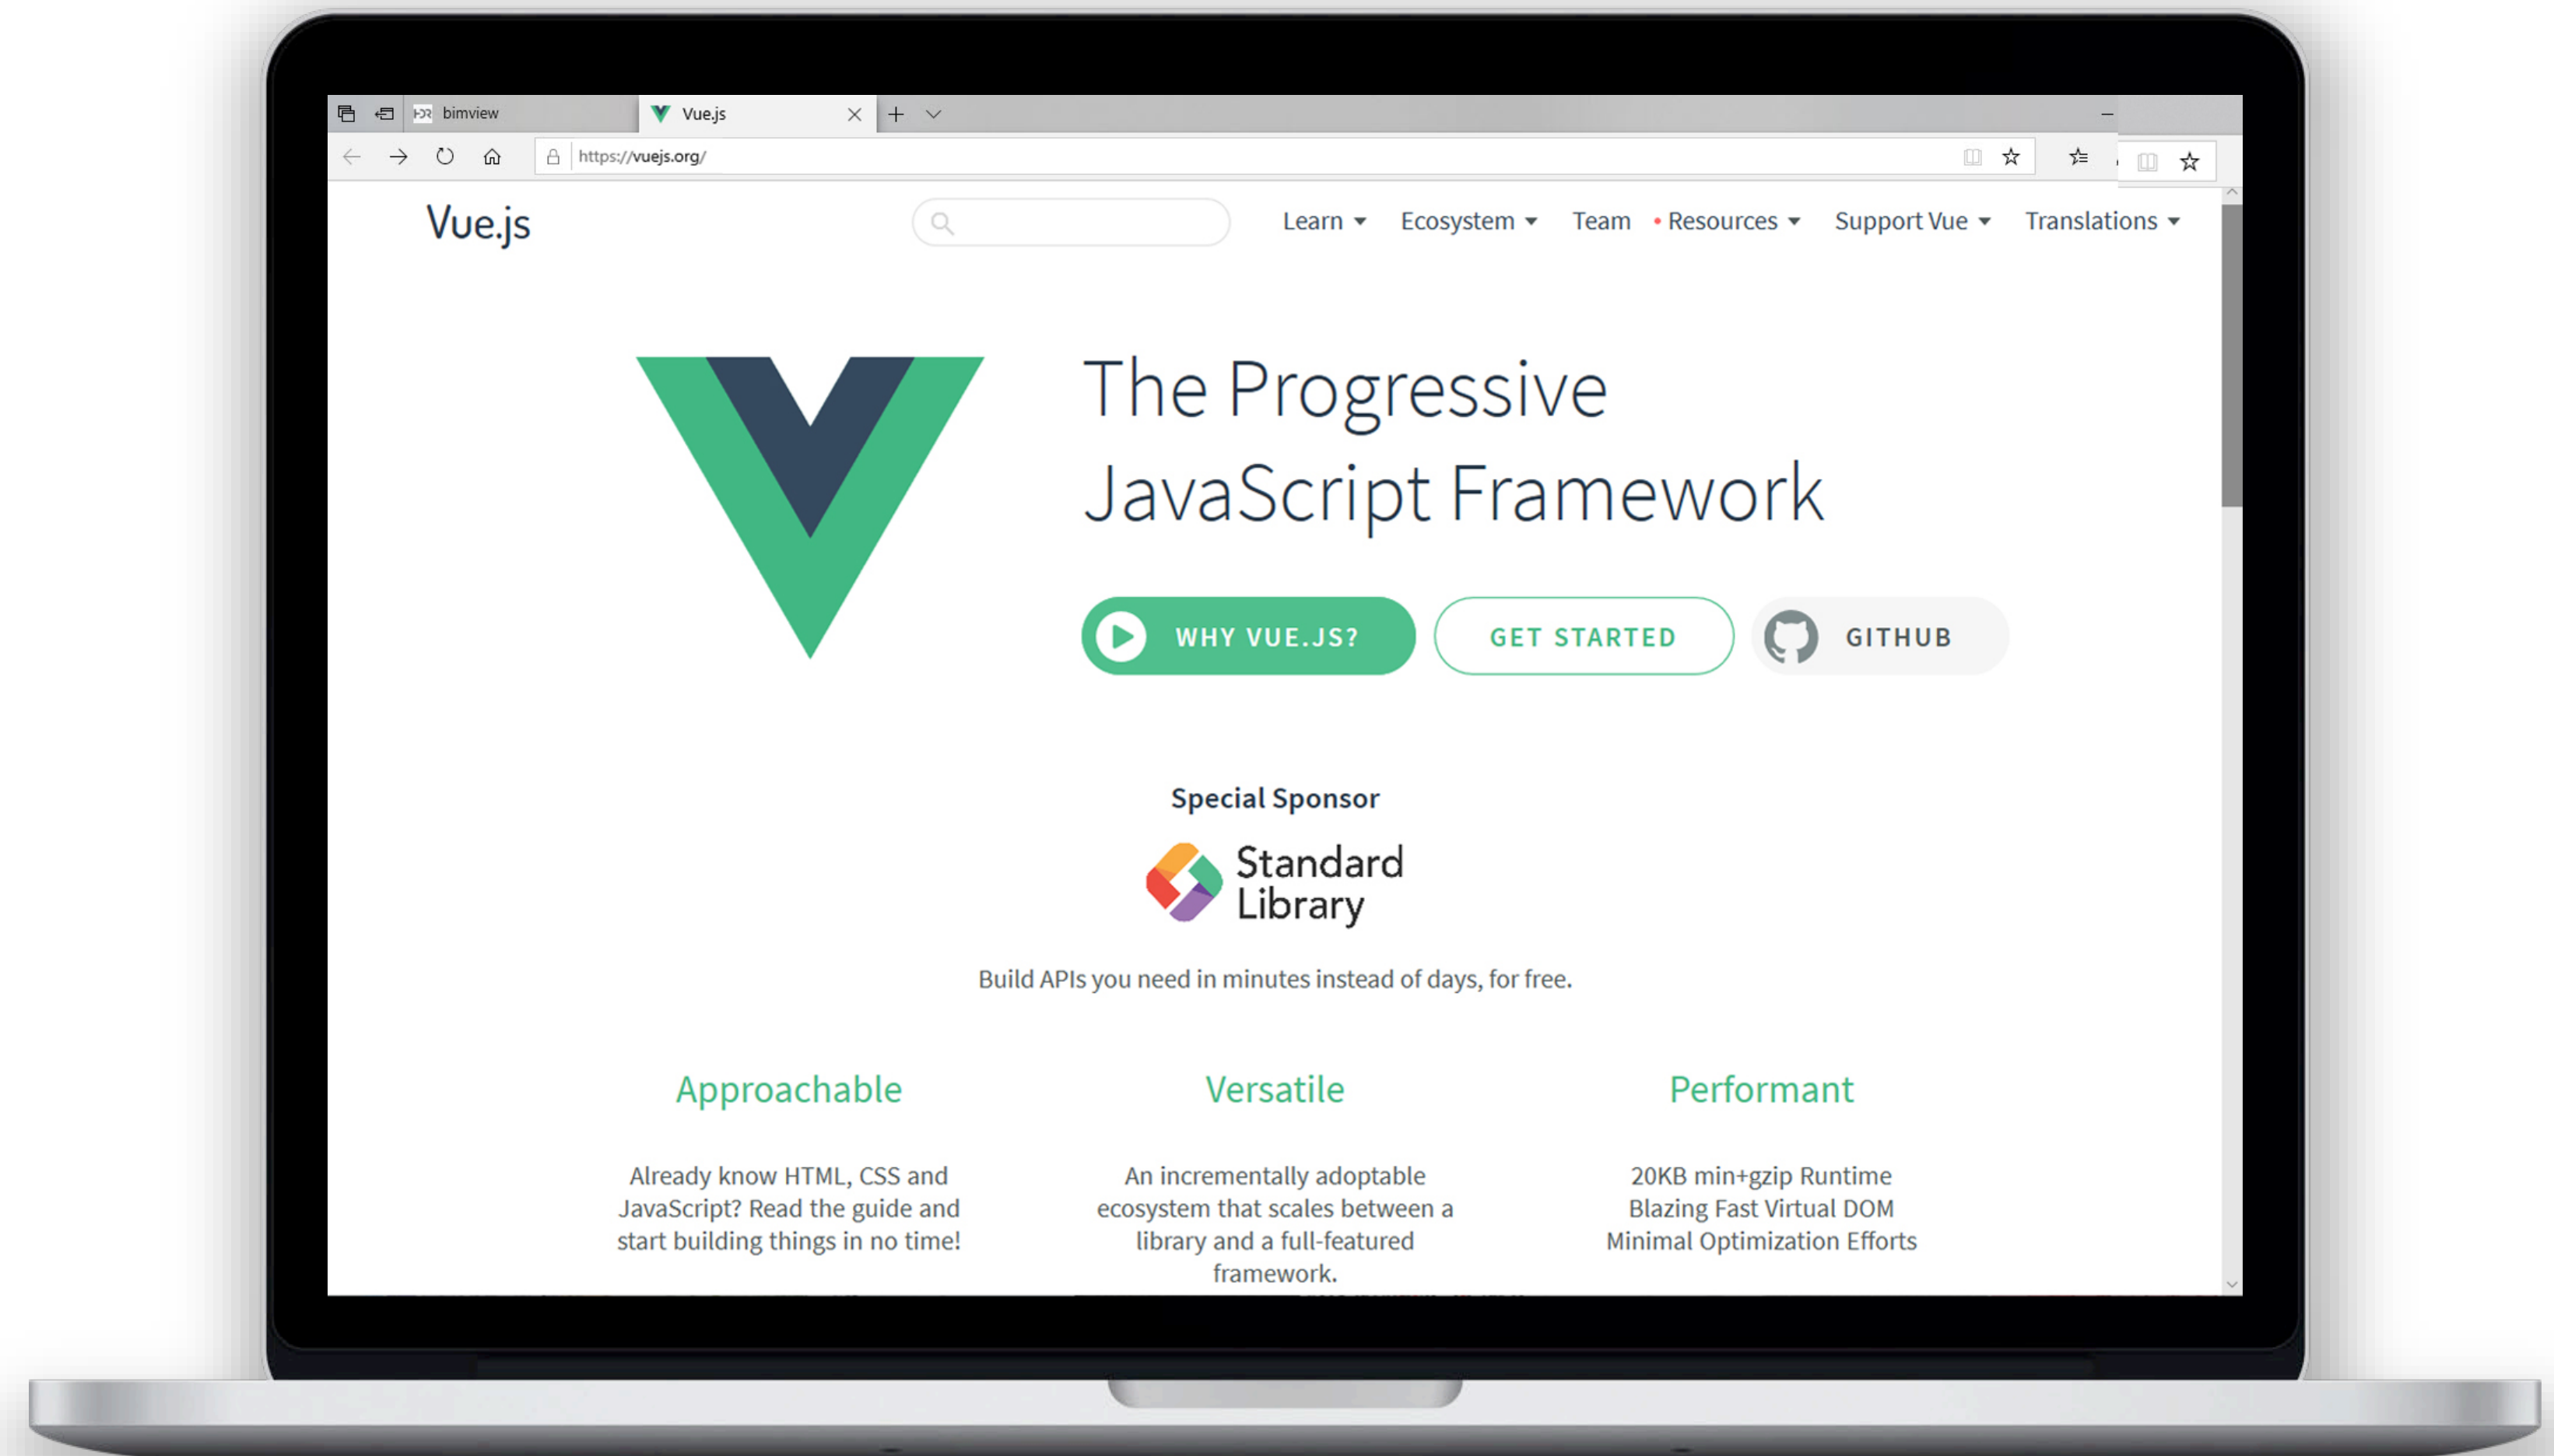 bimview
Vue.js
https://vuejs.org/
Vue.js
Learn
Ecosystem
Team
Resources
Support Vue
Translations
The Progressive
JavaScript Framework
WHY VUE.JS?
GET STARTED
GITHUB
Special Sponsor
Standard
Library
Build APIs you need in minutes instead of days, for free.
Approachable
Already know HTML, CSS and
JavaScript? Read the guide and
start building things in no time!
Versatile
An incrementally adoptable
ecosystem that scales between a
library and a full-featured
framework.
Performant
20KB min+gzip Runtime
Blazing Fast Virtual DOM
Minimal Optimization Efforts